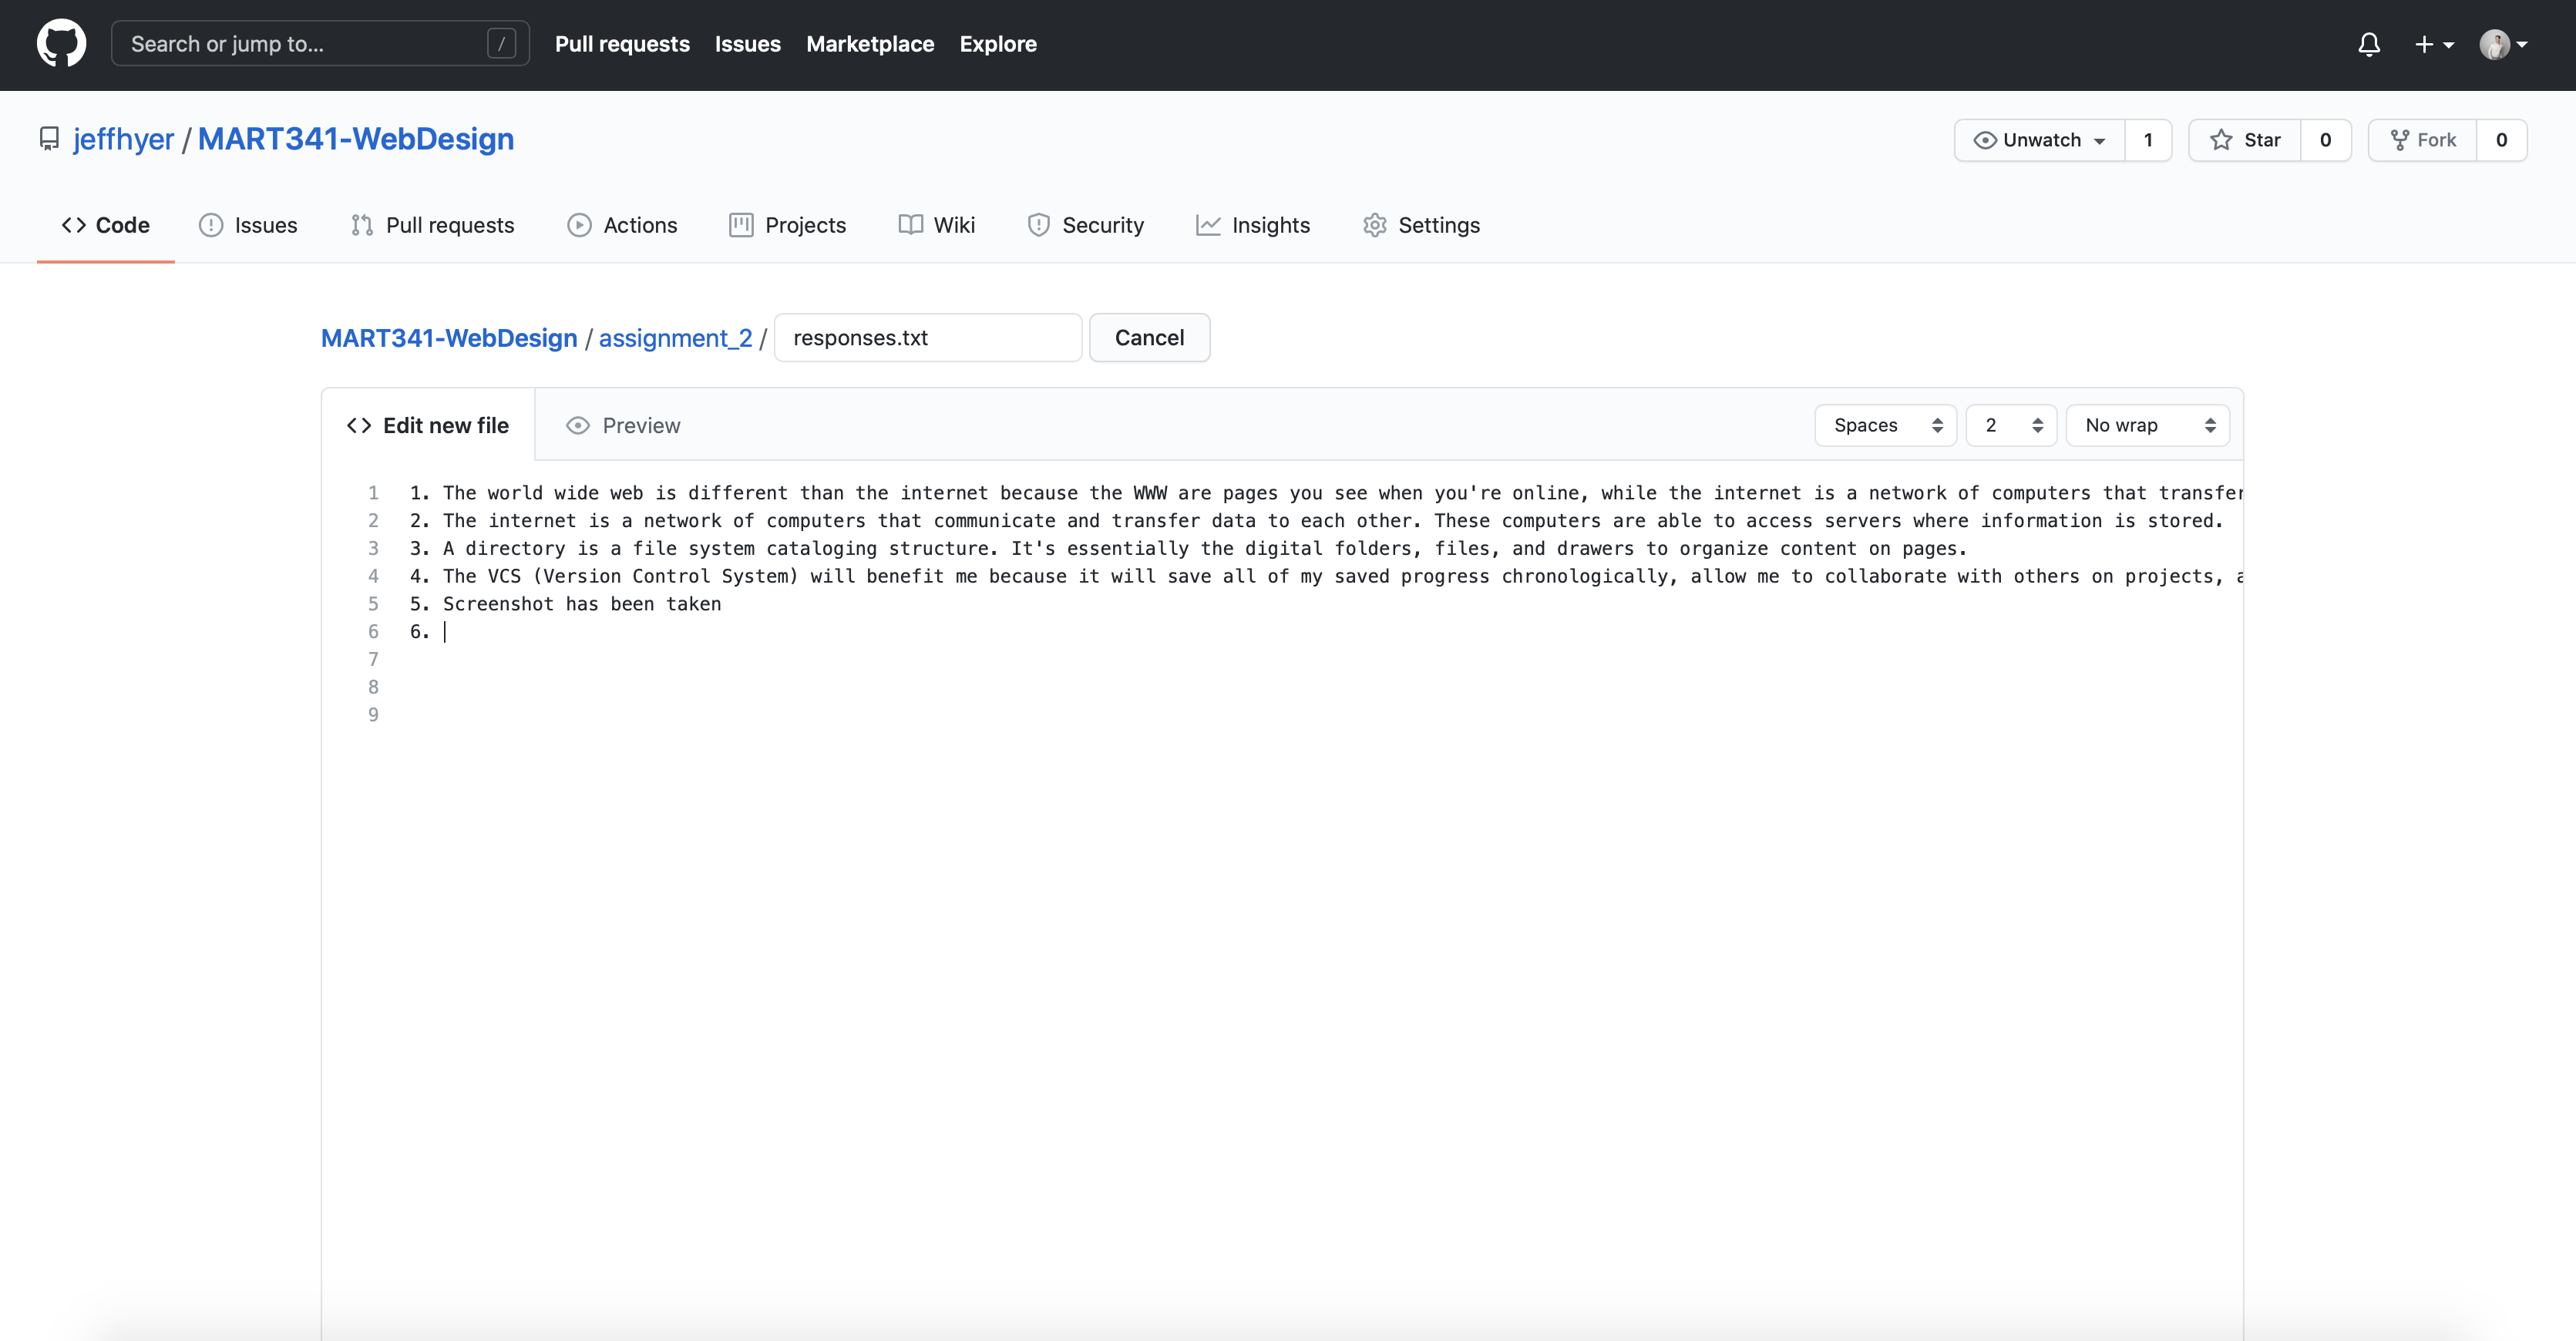 Search or jump to... / Pull requests Issues Marketplace Explore
jeffhyer / MART341-WebDesign Unwatch 1 Star 0 Fork 0
Code Issues Pull requests Actions Projects Wiki Security Insights Settings
MART341-WebDesign / assignment_2 / responses.txt Cancel
Edit new file Preview Spaces 2 No wrap
1 1. The world wide web is different than the internet because the WWW are pages you see when you're online, while the internet is a network of computers that transfer
2 2. The internet is a network of computers that communicate and transfer data to each other. These computers are able to access servers where information is stored.
3 3. A directory is a file system cataloging structure. It's essentially the digital folders, files, and drawers to organize content on pages.
4 4. The VCS (Version Control System) will benefit me because it will save all of my saved progress chronologically, allow me to collaborate with others on projects,
5 5. Screenshot has been taken
6 6.
7
8
9